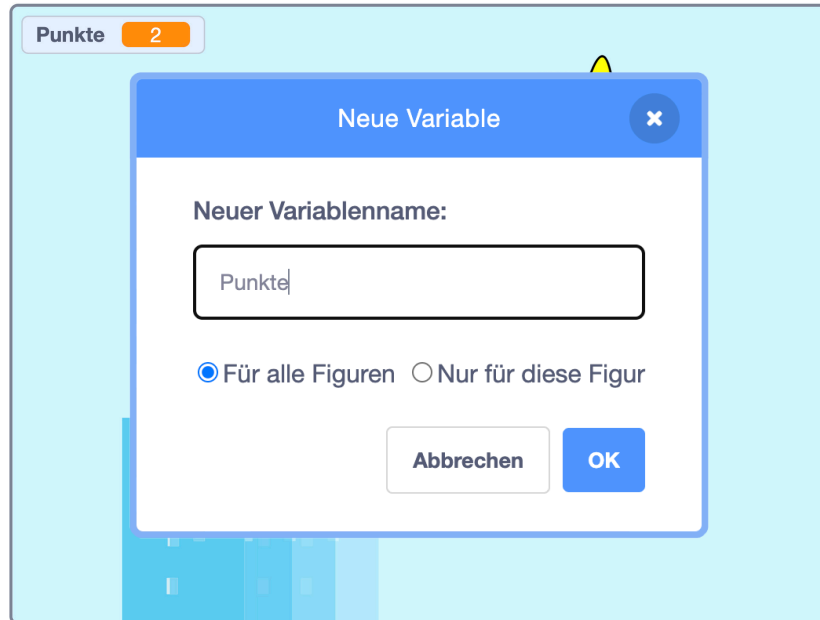 Punkte 2
Neue Variable
Neuer Variablenname:
Punkte
Für alle Figuren Nur für diese Figur
Abbrechen OK